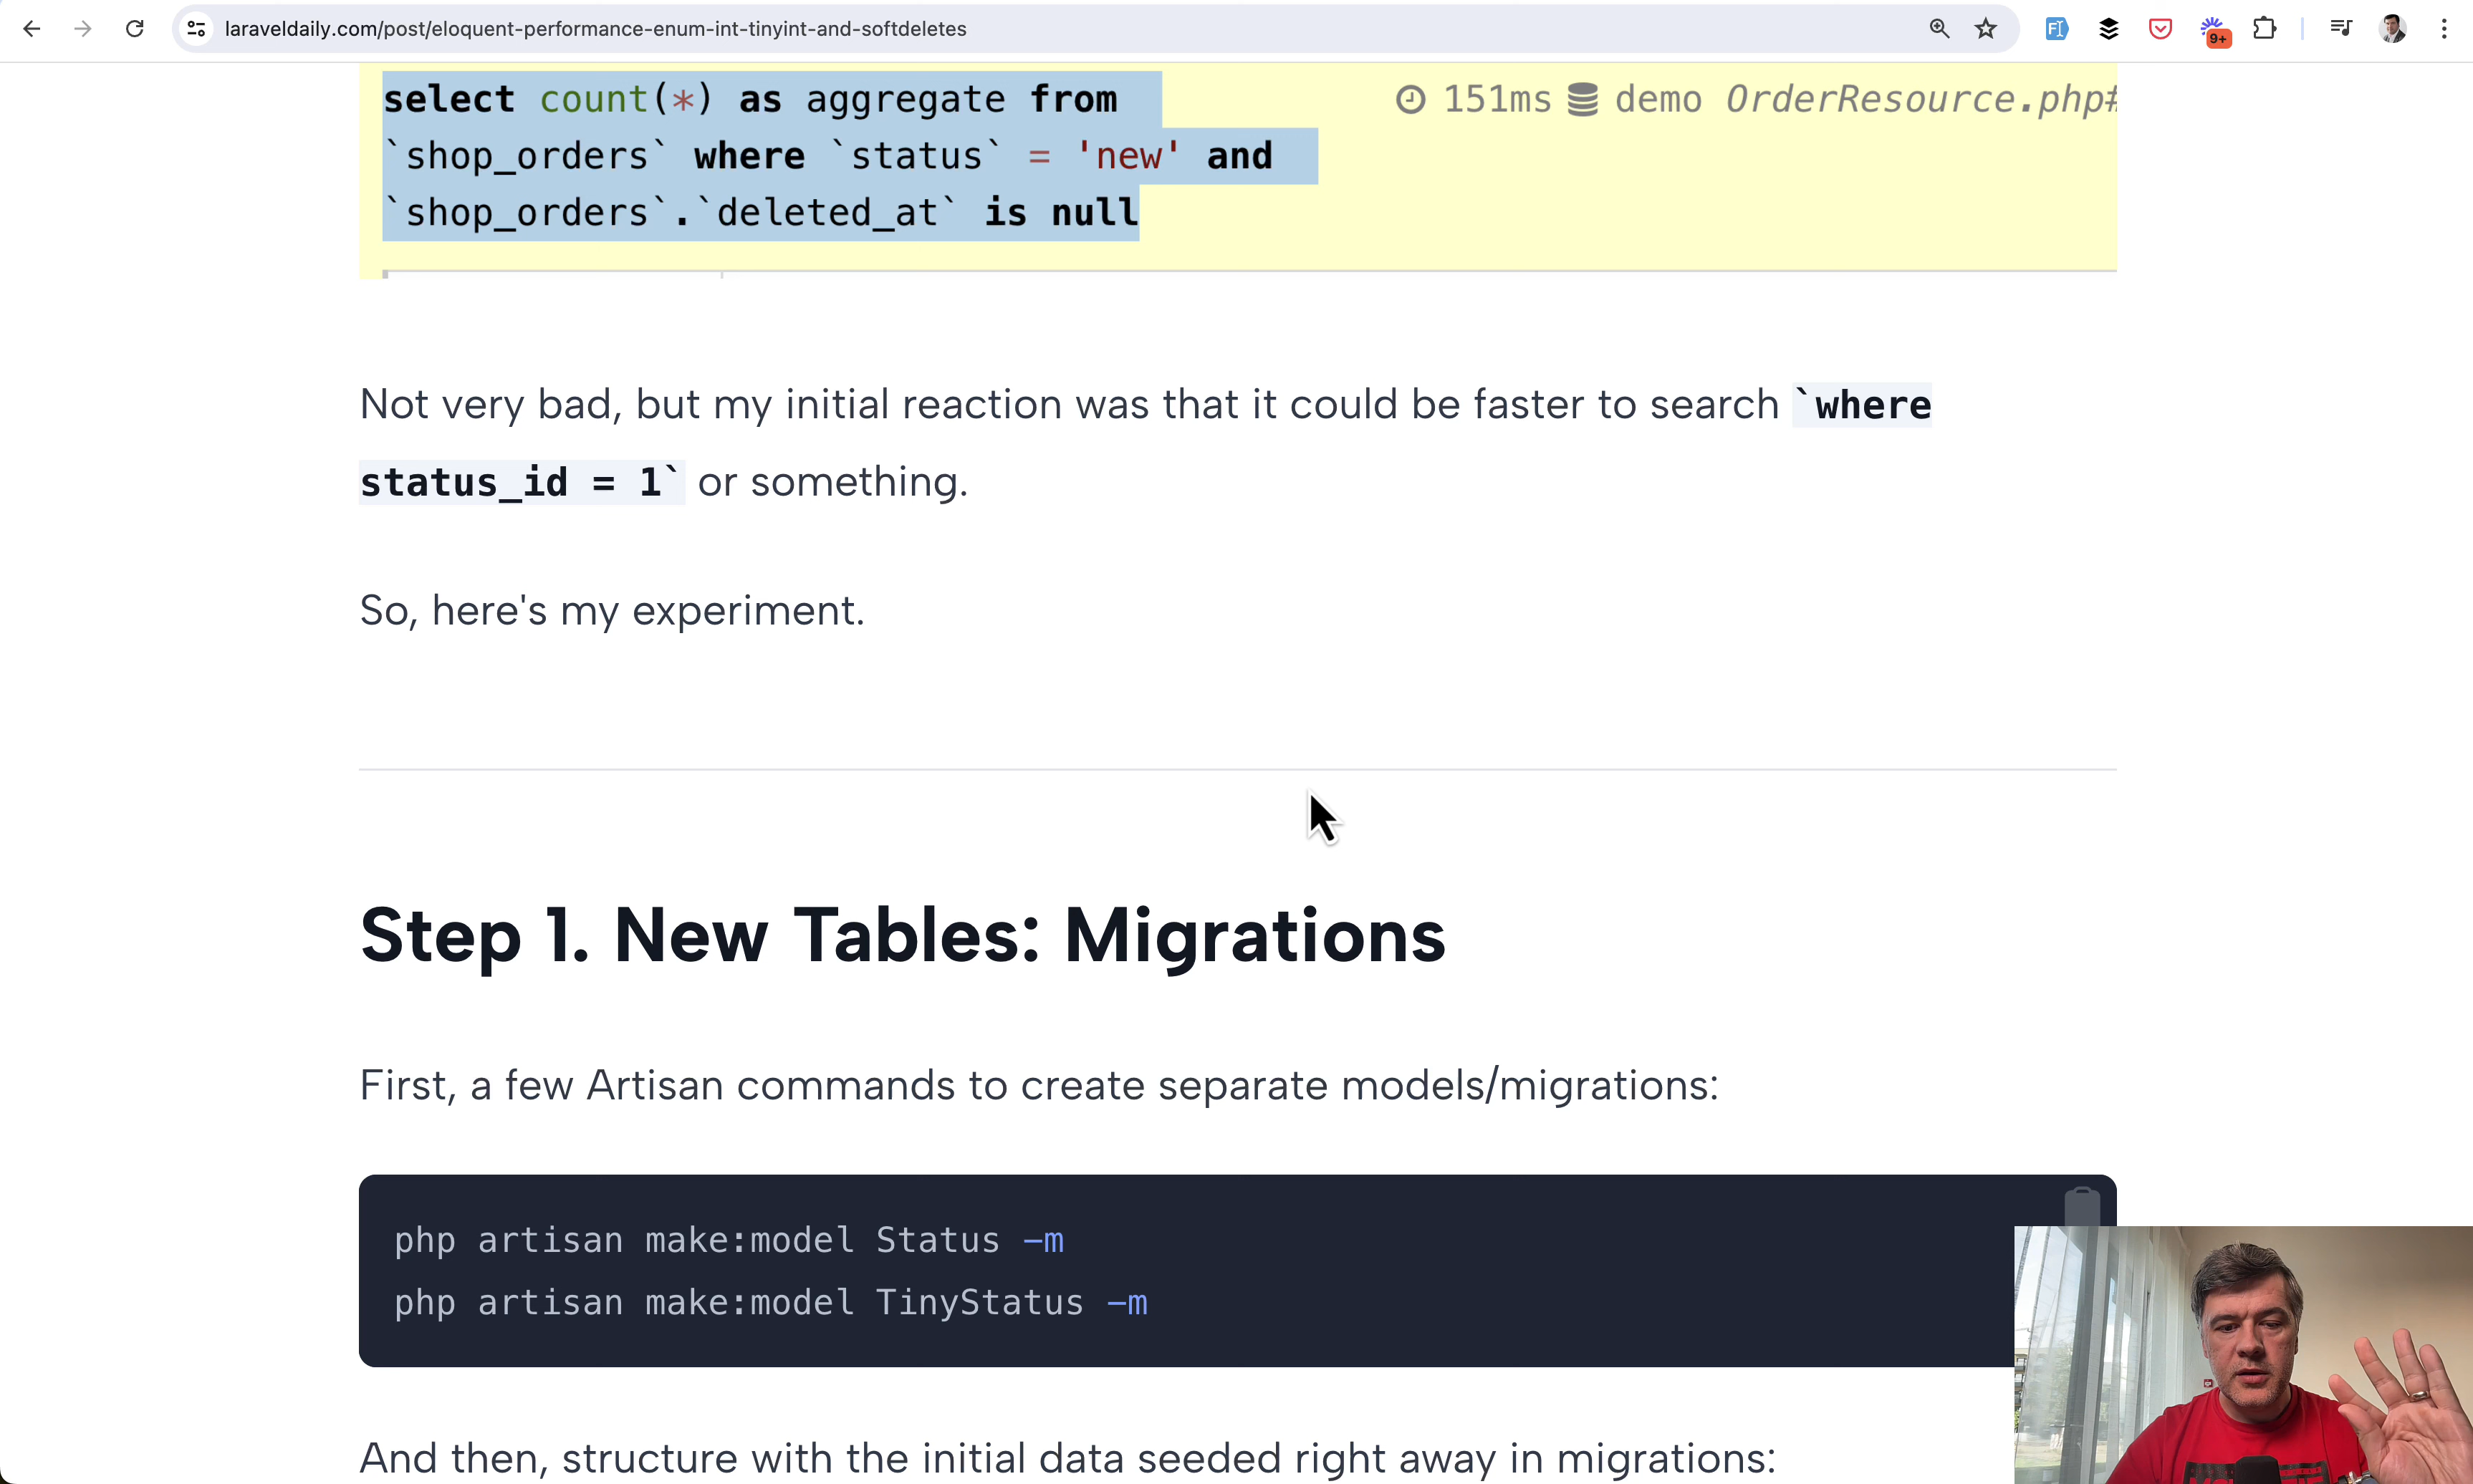 laraveldaily.com/post/eloquent-performance-enum-int-tinyint-and-softdeletes
9+
select count(*) as aggregate from 151ms demo OrderResource.php#
`shop_orders` where `status` = 'new' and
`shop_orders`.`deleted_at` is null
Not very bad, but my initial reaction was that it could be faster to search `where
status_id = 1` or something.
So, here's my experiment.
Step 1. New Tables: Migrations
First, a few Artisan commands to create separate models/migrations:
php artisan make:model Status -m
php artisan make:model TinyStatus -m
And then, structure with the initial data seeded right away in migrations: